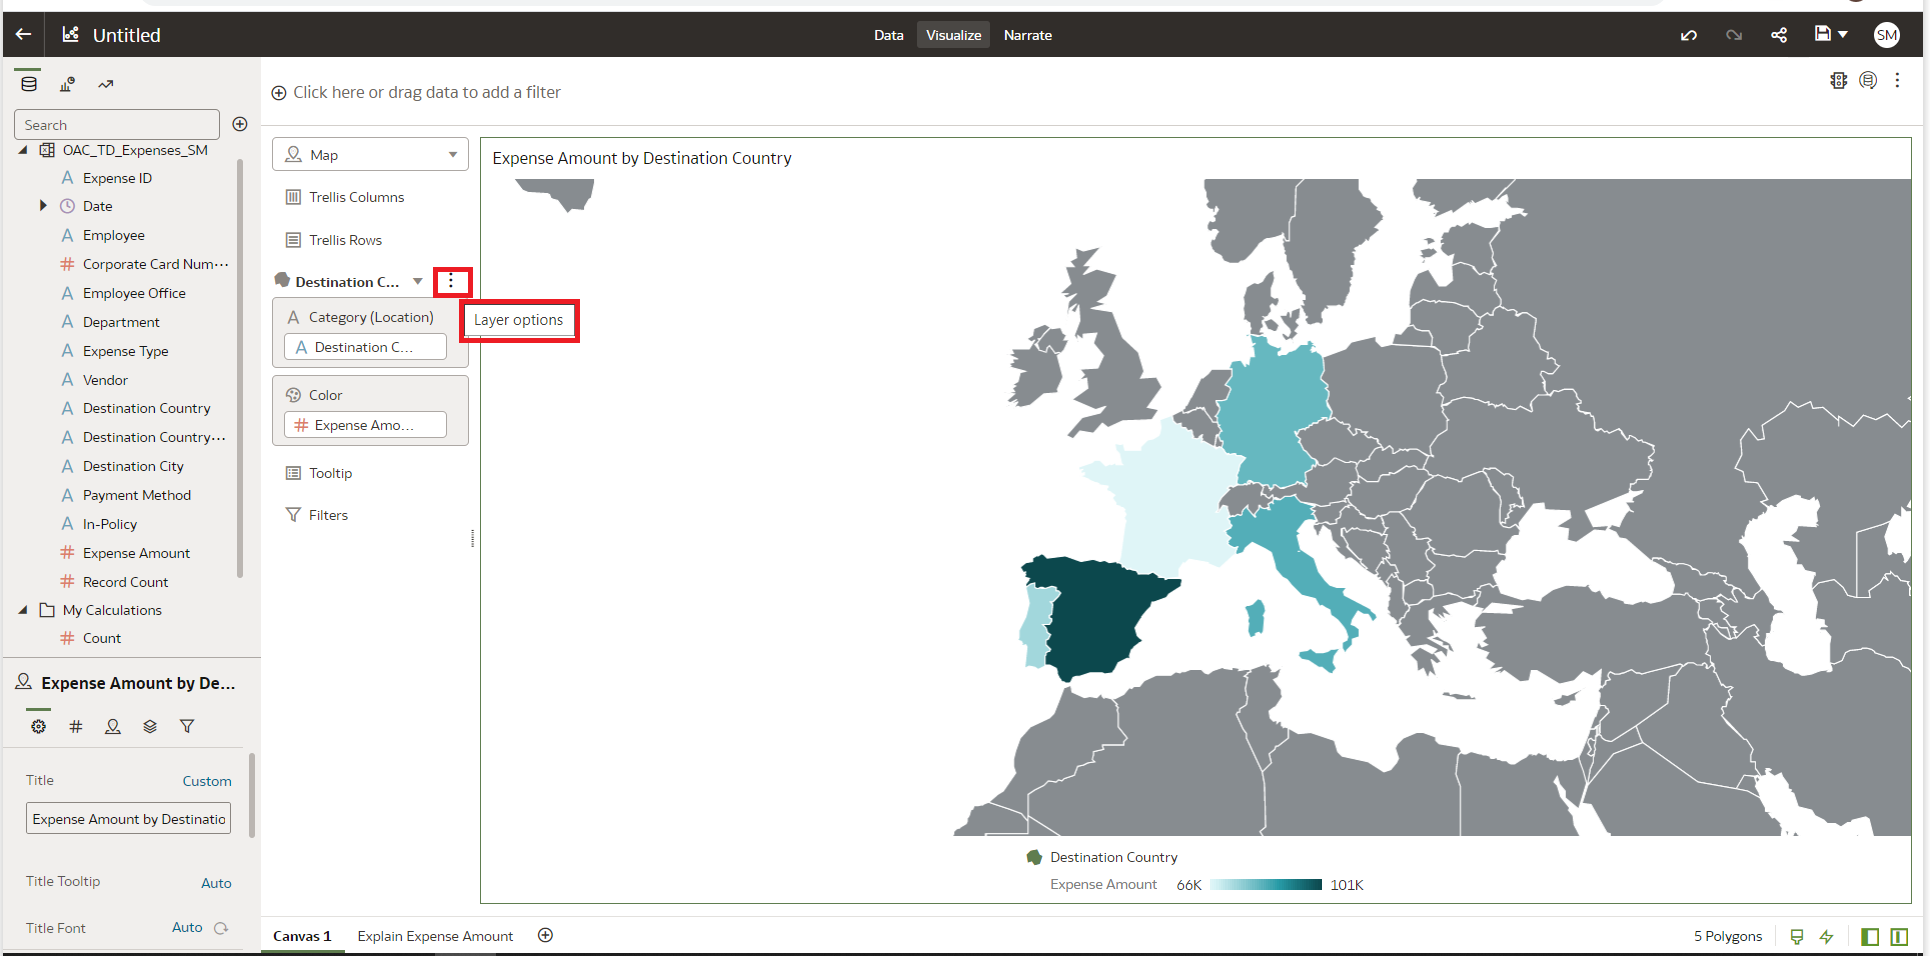 Untitled
Data
Visualize
Narrate
SM
Click here or drag data to add a filter
Search
OAC_TD_Expenses_SM
A Expense ID
Date
A Employee
# Corporate Card Num···
A Employee Office
A Department
A Expense Type
A Vendor
A Destination Country
A Destination Country···
A Destination City
A Payment Method
A In-Policy
# Expense Amount
# Record Count
My Calculations
# Count
Map
Trellis Columns
Trellis Rows
Destination C...
Layer options
A Category (Location)
A Destination C...
Color
# Expense Amo...
Tooltip
Filters
Expense Amount by Destination Country
Destination Country
Expense Amount 66K 101K
Expense Amount by De...
#
Title Custom
Expense Amount by Destinatio
Title Tooltip Auto
Title Font Auto
Canvas 1
Explain Expense Amount
5 Polygons